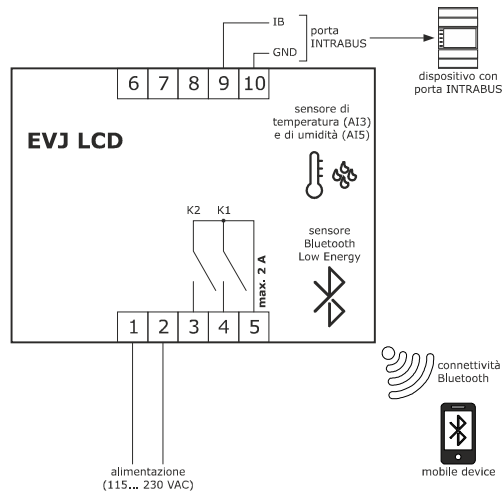 IB
porta
INTRABUS
GND
dispositivo con
porta INTRABUS
6 7 8 9 10
sensore di
temperatura (AI3)
e di umidità (AI5)
EVJ LCD
K2 K1
sensore
Bluetooth
Low Energy
max. 2 A
1 2 3 4 5
connettività
Bluetooth
alimentazione
(115... 230 VAC)
mobile device